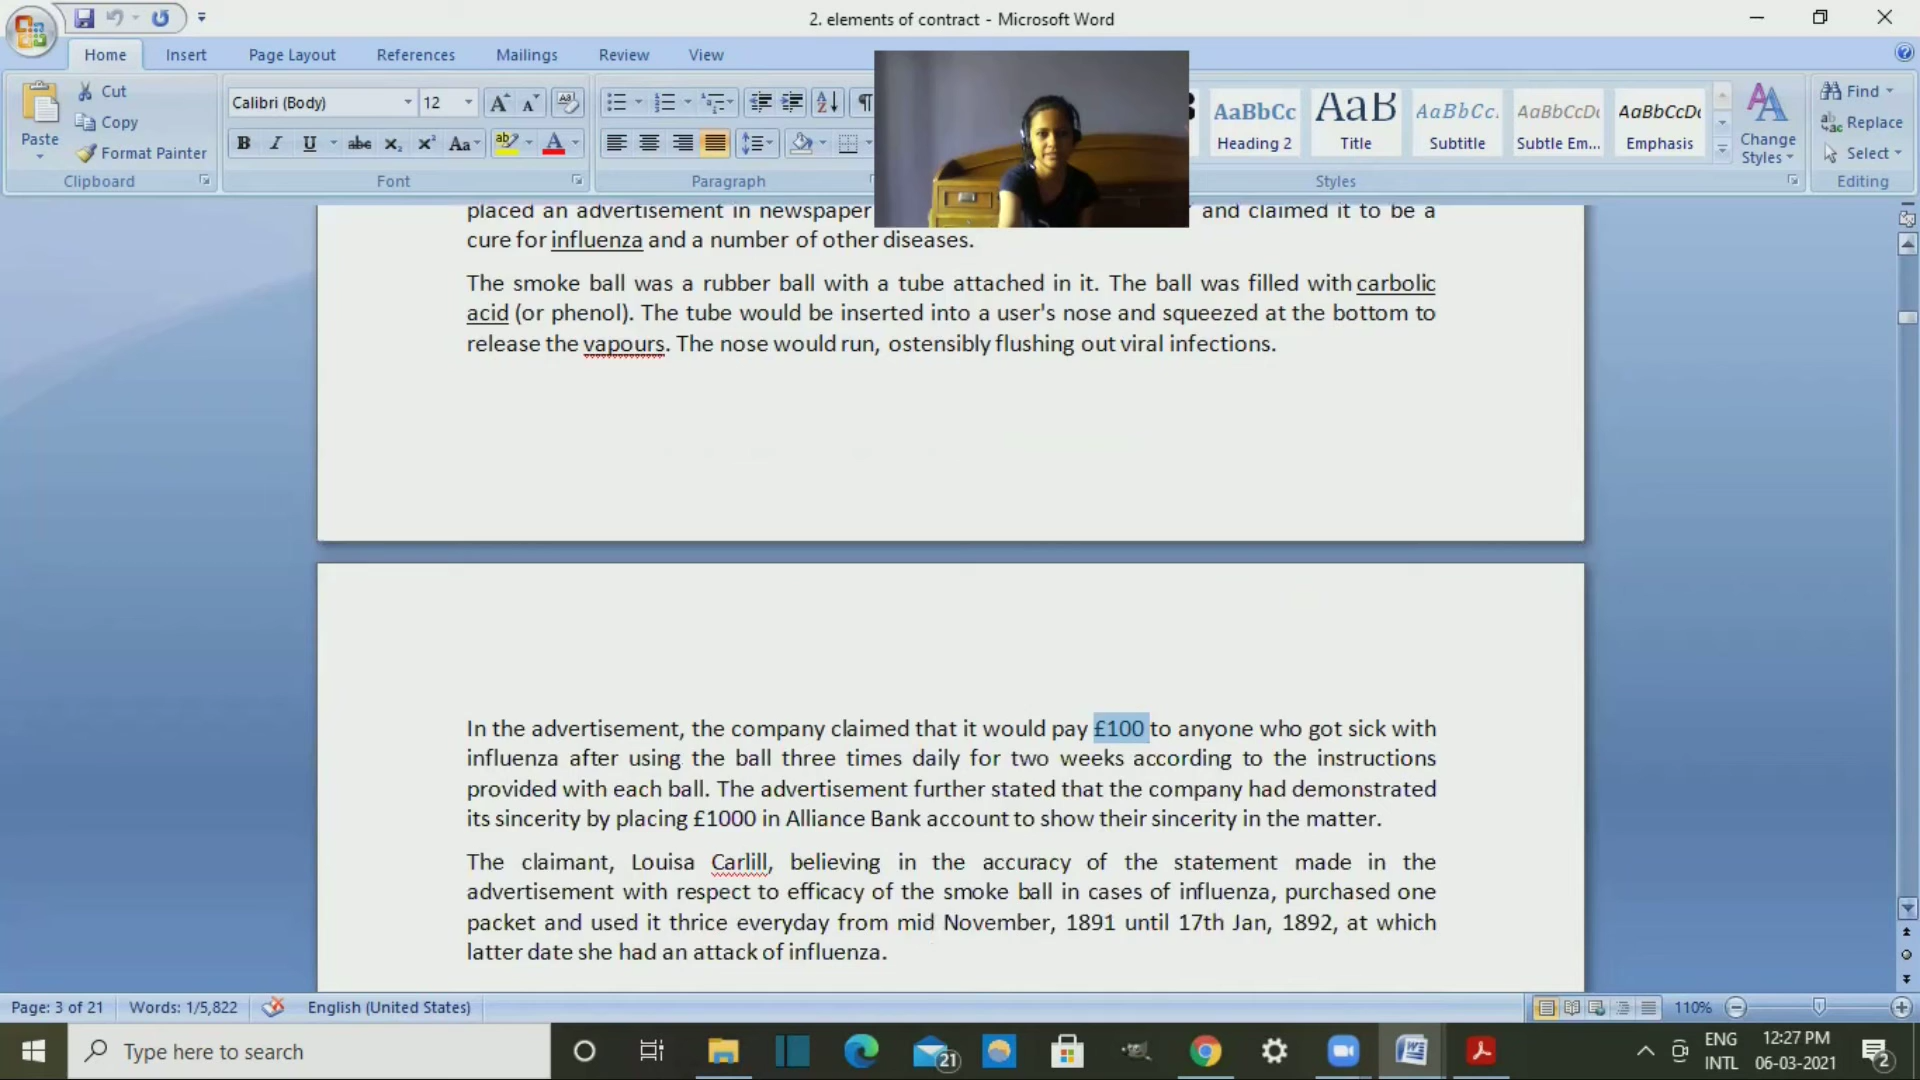 2. elements of contract - Microsoft Word
Home Insert Page Layout References Mailings Review View
Cut
Copy
Format Painter
Paste
Clipboard
Calibri (Body) 12
Font
Paragraph
AaBbCc AaB AaBbCc. AaBbCcDc AaBbCcDc
Heading 2 Title Subtitle Subtle Em... Emphasis
Change
Styles
Styles
Find
Replace
Select
Editing
placed an advertisement in newspaper and claimed it to be a
cure for influenza and a number of other diseases.
The smoke ball was a rubber ball with a tube attached in it. The ball was filled with carbolic
acid (or phenol). The tube would be inserted into a user's nose and squeezed at the bottom to
release the vapours. The nose would run, ostensibly flushing out viral infections.
In the advertisement, the company claimed that it would pay £100 to anyone who got sick with
influenza after using the ball three times daily for two weeks according to the instructions
provided with each ball. The advertisement further stated that the company had demonstrated
its sincerity by placing £1000 in Alliance Bank account to show their sincerity in the matter.
The claimant, Louisa Carlill, believing in the accuracy of the statement made in the
advertisement with respect to efficacy of the smoke ball in cases of influenza, purchased one
packet and used it thrice everyday from mid November, 1891 until 17th Jan, 1892, at which
latter date she had an attack of influenza.
Page: 3 of 21 Words: 1/5,822 English (United States) 110%
Type here to search
21
ENG
INTL
12:27 PM
06-03-2021
2